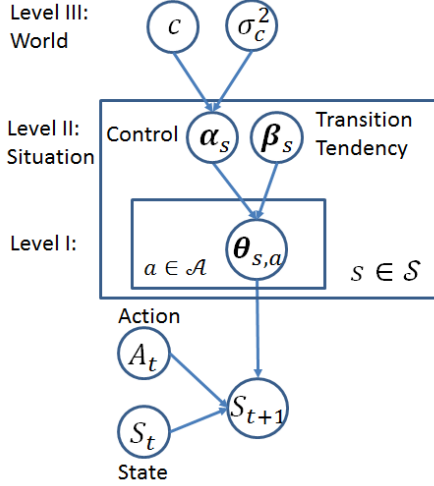 Level III:
World
c
σ_c^2
Level II:
Situation
Control
α_s
β_s
Transition
Tendency
Level I:
a ∈ 𝒜
θ_{s,a}
s ∈ 𝒮
Action
A_t
S_{t+1}
S_t
State